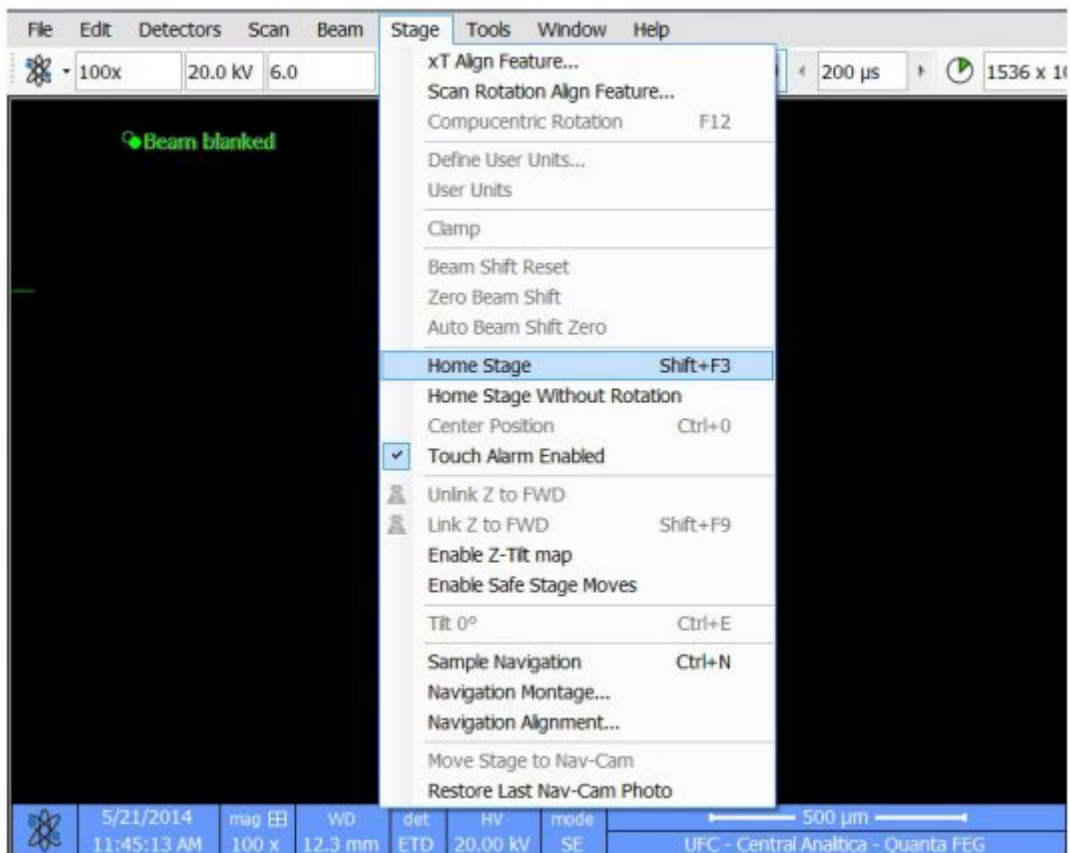 File Edit Detectors Scan Beam Stage Tools Window Help
100x 20.0 kV 6.0 200 µs 1536 x 10
Beam blanked
xT Align Feature...
Scan Rotation Align Feature...
Compucentric Rotation F12
Define User Units...
User Units
Clamp
Beam Shift Reset
Zero Beam Shift
Auto Beam Shift Zero
Home Stage Shift+F3
Home Stage Without Rotation
Center Position Ctrl+0
Touch Alarm Enabled
Unlink Z to FWD
Link Z to FWD Shift+F9
Enable Z-Tilt map
Enable Safe Stage Moves
Tilt 0° Ctrl+E
Sample Navigation Ctrl+N
Navigation Montage...
Navigation Alignment...
Move Stage to Nav-Cam
Restore Last Nav-Cam Photo
5/21/2014 mag WD det HV mode 500 µm
11:45:13 AM 100 x 12.3 mm ETD 20.00 kV SE UFC - Central Analitica - Quanta FEG